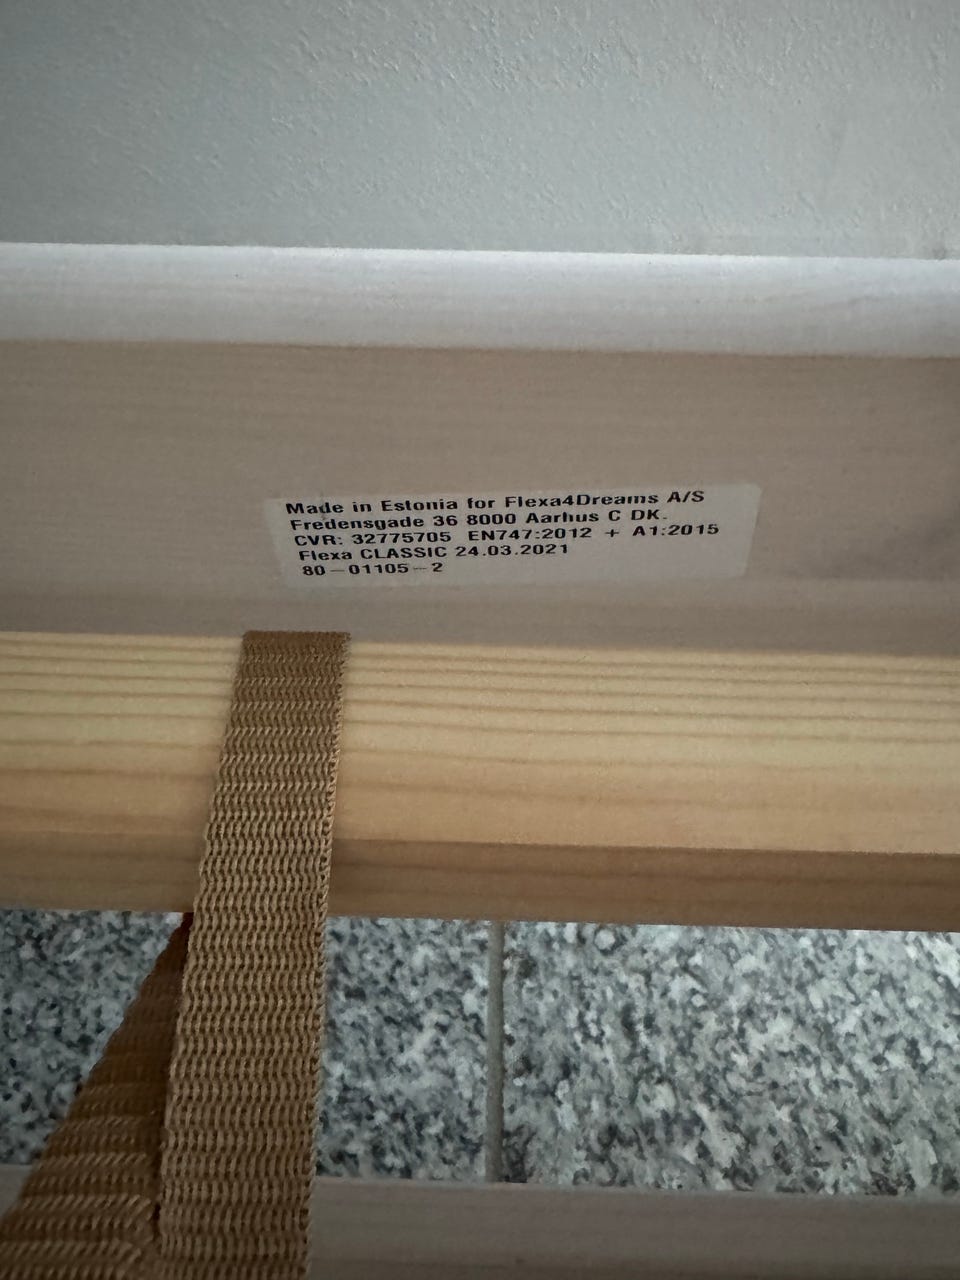 Made in Estonia for Flexa4Dreams A/S
Fredensgade 36 8000 Aarhus C DK.
CVR: 32775705 EN747:2012 + A1:2015
Flexa CLASSIC 24.03.2021
80-01105-2